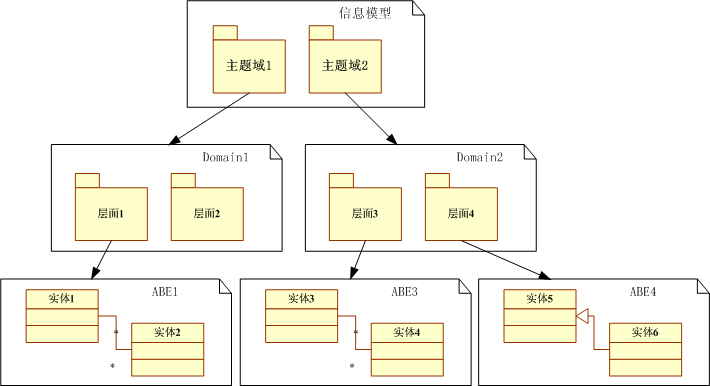 信息模型
主题域1
主题域2
Domain1
层面1
层面2
Domain2
层面3
层面4
ABE1
实体1
*
实体2
*
ABE3
实体3
*
实体4
*
ABE4
实体5
实体6